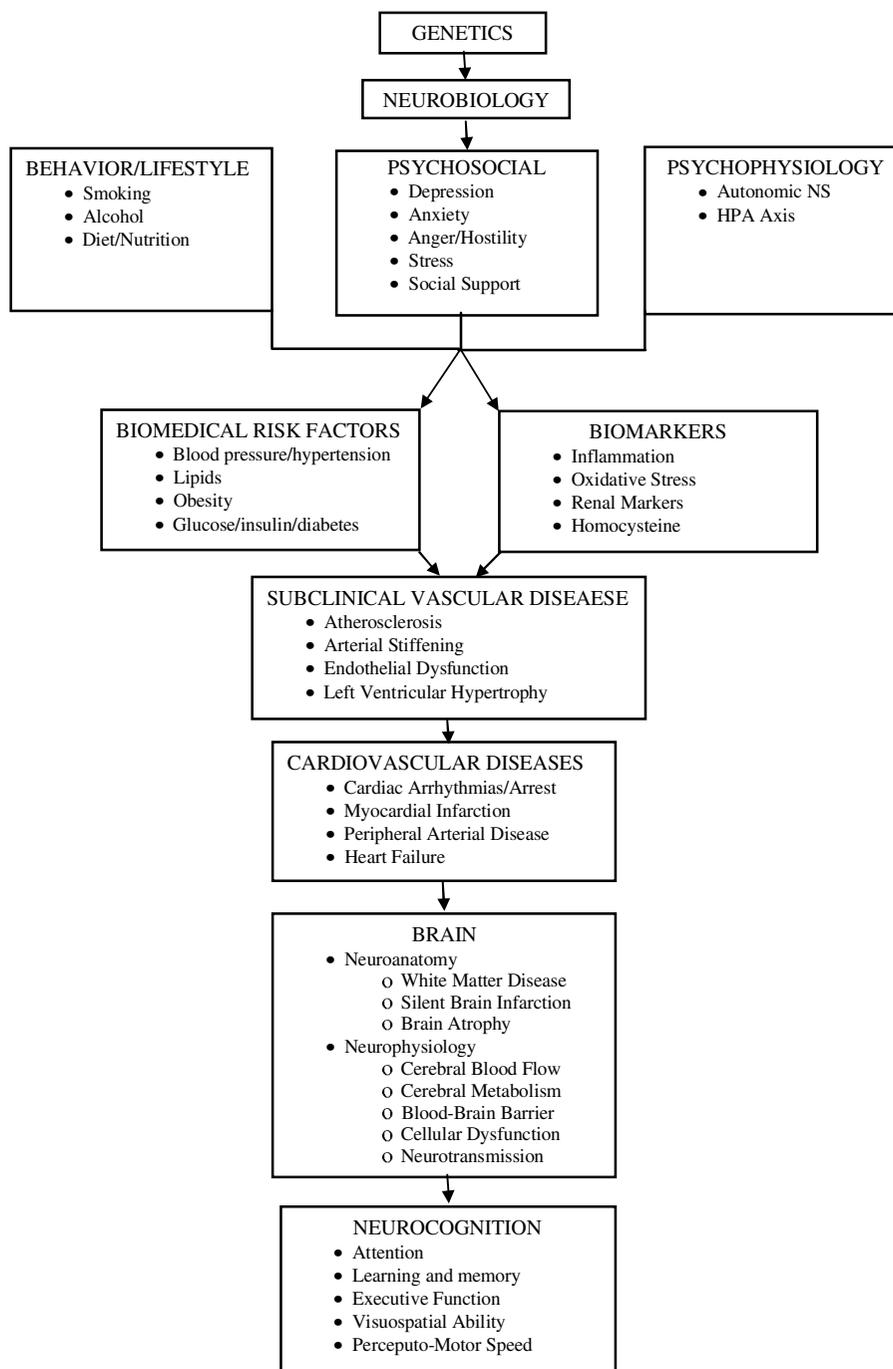 GENETICS
NEUROBIOLOGY
BEHAVIOR/LIFESTYLE
• Smoking
• Alcohol
• Diet/Nutrition
PSYCHOSOCIAL
• Depression
• Anxiety
• Anger/Hostility
• Stress
• Social Support
PSYCHOPHYSIOLOGY
• Autonomic NS
• HPA Axis
BIOMEDICAL RISK FACTORS
• Blood pressure/hypertension
• Lipids
• Obesity
• Glucose/insulin/diabetes
BIOMARKERS
• Inflammation
• Oxidative Stress
• Renal Markers
• Homocysteine
SUBCLINICAL VASCULAR DISEAESE
• Atherosclerosis
• Arterial Stiffening
• Endothelial Dysfunction
• Left Ventricular Hypertrophy
CARDIOVASCULAR DISEASES
• Cardiac Arrhythmias/Arrest
• Myocardial Infarction
• Peripheral Arterial Disease
• Heart Failure
BRAIN
• Neuroanatomy
o White Matter Disease
o Silent Brain Infarction
o Brain Atrophy
• Neurophysiology
o Cerebral Blood Flow
o Cerebral Metabolism
o Blood-Brain Barrier
o Cellular Dysfunction
o Neurotransmission
NEUROCOGNITION
• Attention
• Learning and memory
• Executive Function
• Visuospatial Ability
• Perceputo-Motor Speed